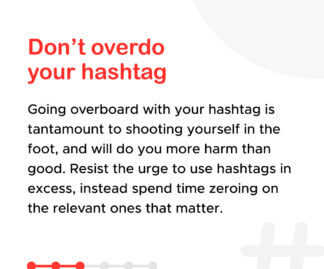 Don’t overdo
your hashtag
Going overboard with your hashtag is
tantamount to shooting yourself in the
foot, and will do you more harm than
good. Resist the urge to use hashtags in
excess, instead spend time zeroing on
the relevant ones that matter.
#